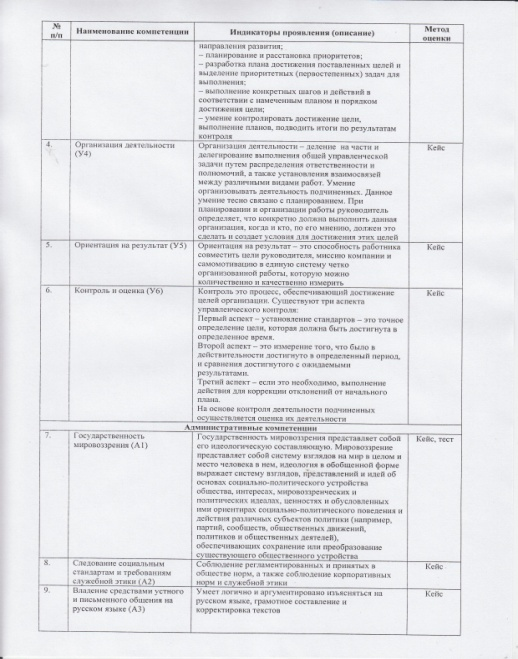 № п/п Наименование компетенции Индикаторы проявления (описание) Метод оценки
направления развития;
– планирование и расстановка приоритетов;
– разработка плана достижения поставленных целей и
выделение приоритетных (первостепенных) задач для
выполнения;
– выполнение конкретных шагов и действий в
соответствии с намеченным планом и порядком
достижения цели;
– умение контролировать достижение цели,
выполнение планов, подводить итоги по результатам
контроля
4. Организация деятельности (У4) Кейс
Организация деятельности – деление на части и
делегирование выполнения общей управленческой
задачи путем распределения ответственности и
полномочий, а также установления взаимосвязей
между различными видами работ. Умение
организовывать деятельность подчиненных. Данное
умение тесно связано с планированием. При
планировании и организации работы руководитель
определяет, что конкретно должна выполнить данная
организация, когда и кто, по его мнению, должен это
сделать и создает условия для достижения этих целей
5. Ориентация на результат (У5) Кейс
Ориентация на результат – это способность работника
совместить цели руководителя, миссию компании и
самомотивацию в единую систему четко
организованной работы, которую можно
количественно и качественно измерить
6. Контроль и оценка (У6) Кейс
Контроль это процесс, обеспечивающий достижение
целей организации. Существуют три аспекта
управленческого контроля:
Первый аспект – установление стандартов – это точное
определение цели, которая должна быть достигнута в
определенное время.
Второй аспект – это измерение того, что было в
действительности достигнуто в определенный период,
и сравнения достигнутого с ожидаемыми
результатами.
Третий аспект – если это необходимо, выполнение
действия для коррекции отклонений от начального
плана.
На основе контроля деятельности подчиненных
осуществляется оценка их деятельности
Административные компетенции
7. Государственность мировоззрения (А1) Кейс, тест
Государственность мировоззрения представляет собой
его идеологическую составляющую. Мировоззрение
представляет собой систему взглядов на мир в целом и
место человека в нем, идеология в обобщенной форме
выражает систему взглядов, представлений и идей об
основах социально-политического устройства
общества, интересах, мировоззренческих и
политических идеалах, ценностях и обусловленных
ими ориентирах социально-политического поведения и
действия различных субъектов политики (например,
партий, сообществ, общественных движений,
политиков и общественных деятелей),
обеспечивающих сохранение или преобразование
существующего общественного устройства
8. Следование социальным стандартам и требованиям служебной этики (А2) Кейс
Соблюдение регламентированных и принятых в
обществе норм, а также соблюдение корпоративных
норм и служебной этики
9. Владение средствами устного и письменного общения на русском языке (А3) Кейс
Умеет логично и аргументировано изъясняться на
русском языке, грамотное составление и
корректировка текстов